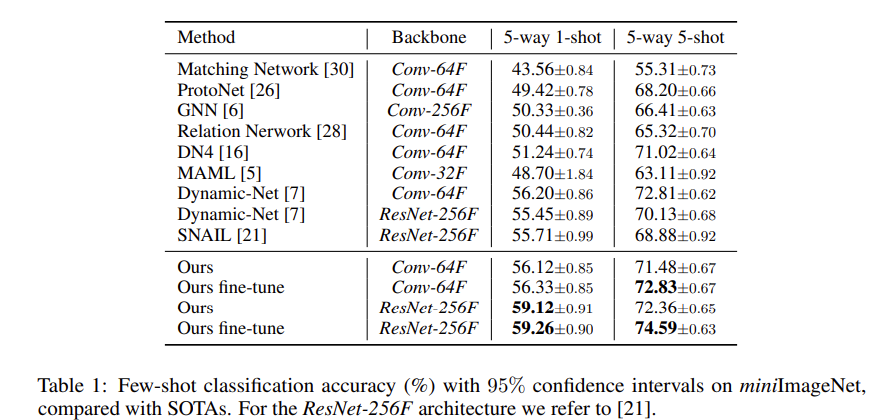 Method Backbone 5-way 1-shot 5-way 5-shot
Matching Network [30] Conv-64F 43.56±0.84 55.31±0.73
ProtoNet [26] Conv-64F 49.42±0.78 68.20±0.66
GNN [6] Conv-256F 50.33±0.36 66.41±0.63
Relation Nerwork [28] Conv-64F 50.44±0.82 65.32±0.70
DN4 [16] Conv-64F 51.24±0.74 71.02±0.64
MAML [5] Conv-32F 48.70±1.84 63.11±0.92
Dynamic-Net [7] Conv-64F 56.20±0.86 72.81±0.62
Dynamic-Net [7] ResNet-256F 55.45±0.89 70.13±0.68
SNAIL [21] ResNet-256F 55.71±0.99 68.88±0.92
Ours Conv-64F 56.12±0.85 71.48±0.67
Ours fine-tune Conv-64F 56.33±0.85 72.83±0.67
Ours ResNet-256F 59.12±0.91 72.36±0.65
Ours fine-tune ResNet-256F 59.26±0.90 74.59±0.63
Table 1: Few-shot classification accuracy (%) with 95% confidence intervals on miniImageNet,
compared with SOTAs. For the ResNet-256F architecture we refer to [21].